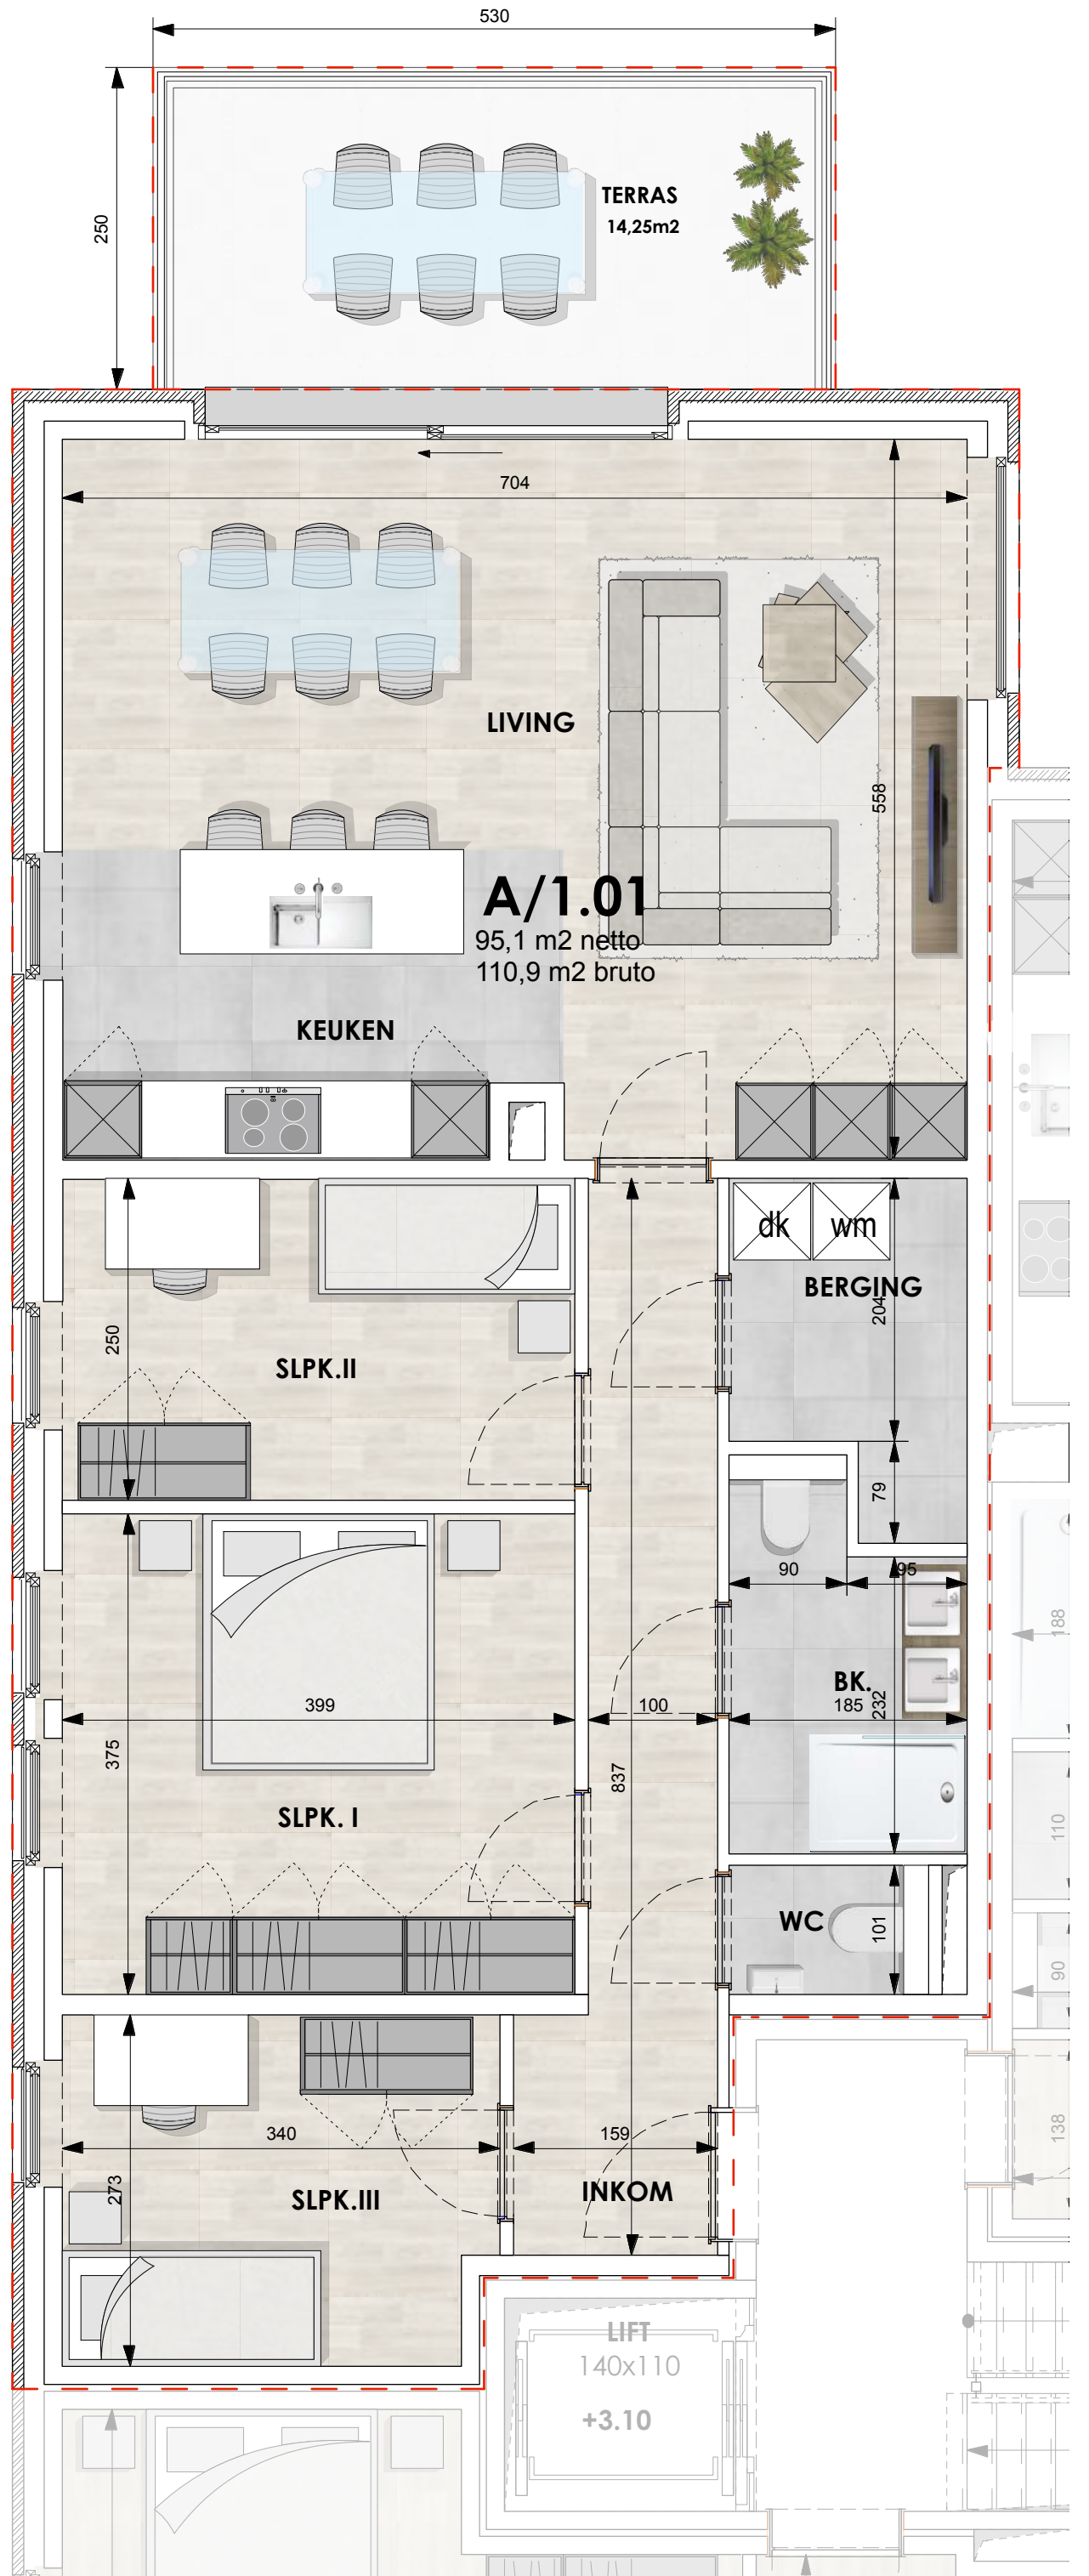 530
250
TERRAS
14,25m2
704
LIVING
558
A/1.01
95,1 m2 netto
110,9 m2 bruto
KEUKEN
dk
wm
BERGING
204
250
SLPK.II
79
90
95
188
BK.
185
232
399
100
375
837
SLPK. I
110
WC
101
90
340
159
138
273
SLPK.III
INKOM
LIFT
140x110
+3.10